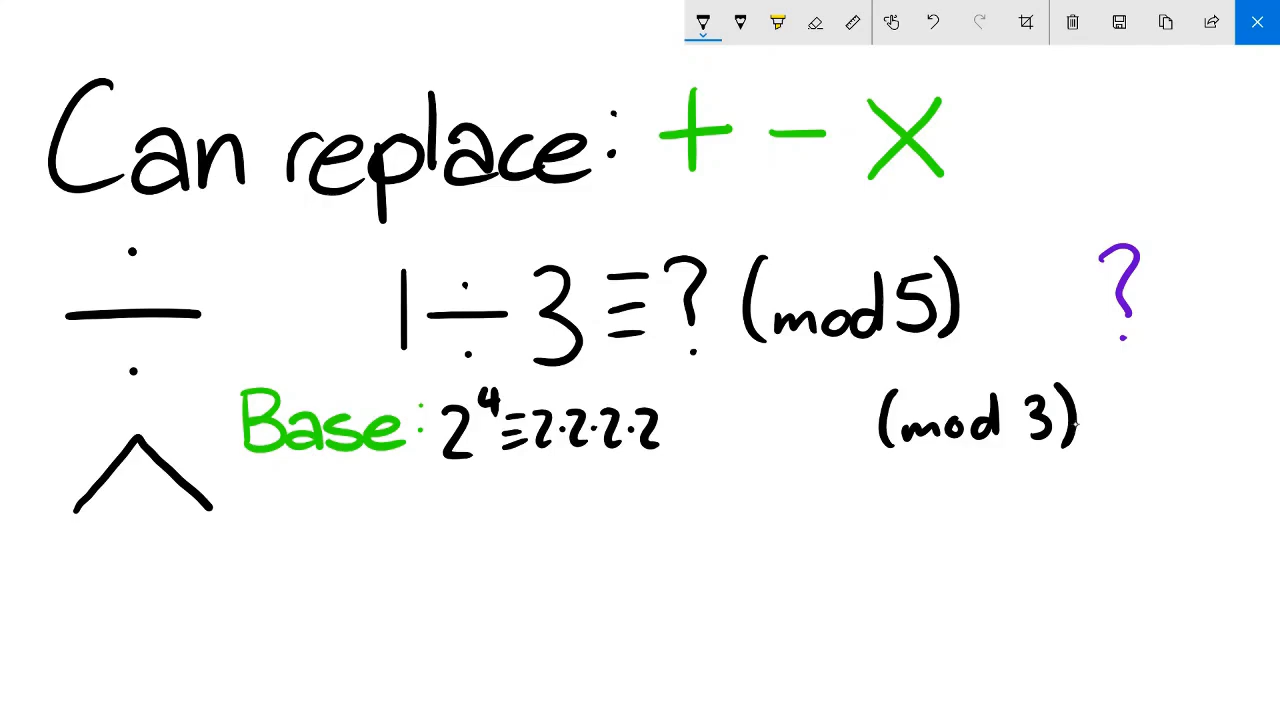 Can replace: + - ×
÷ 1 ÷ 3 ≡ ? (mod 5) ?
Base: 2⁴ ≡ 2·2·2·2 (mod 3)
^